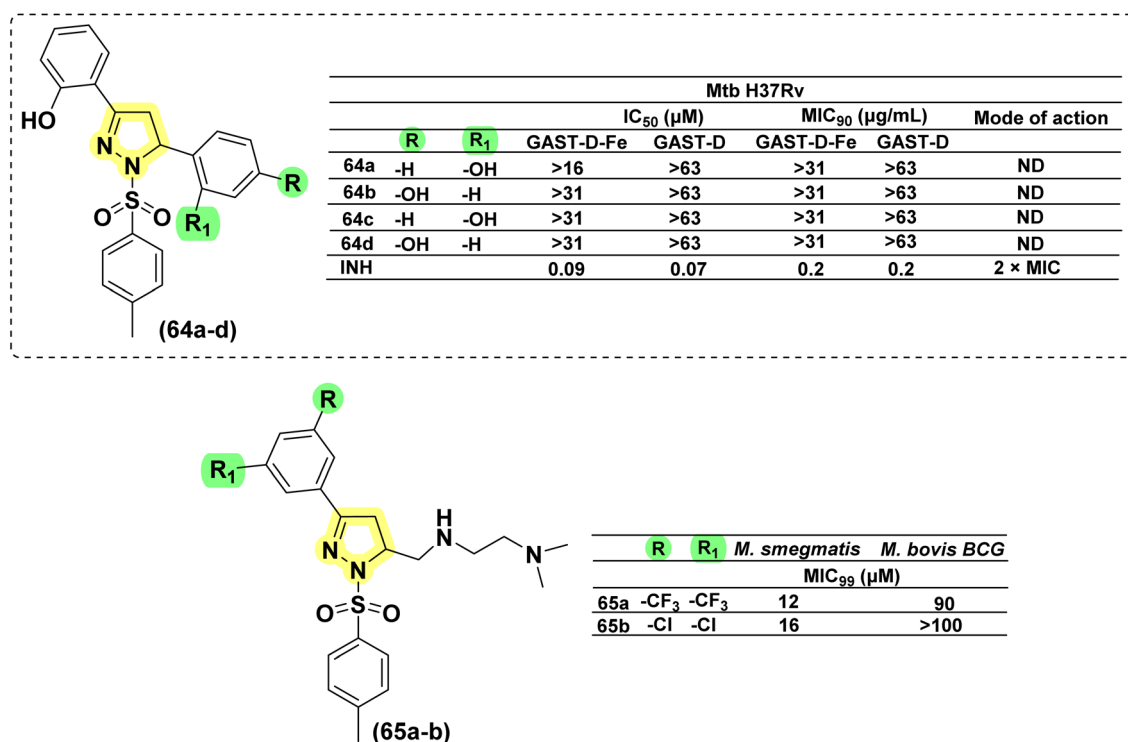 HO
N
N
S
O
O
R
R₁
(64a-d)
Mtb H37Rv
IC₅₀ (µM) MIC₉₀ (µg/mL) Mode of action
R R₁ GAST-D-Fe GAST-D GAST-D-Fe GAST-D
64a -H -OH >16 >63 >31 >63 ND
64b -OH -H >31 >63 >31 >63 ND
64c -H -OH >31 >63 >31 >63 ND
64d -OH -H >31 >63 >31 >63 ND
INH 0.09 0.07 0.2 0.2 2 × MIC
R
R₁
H
N
N
N
N
S
O
O
(65a-b)
R R₁ M. smegmatis M. bovis BCG
MIC₉₉ (µM)
65a -CF₃ -CF₃ 12 90
65b -Cl -Cl 16 >100